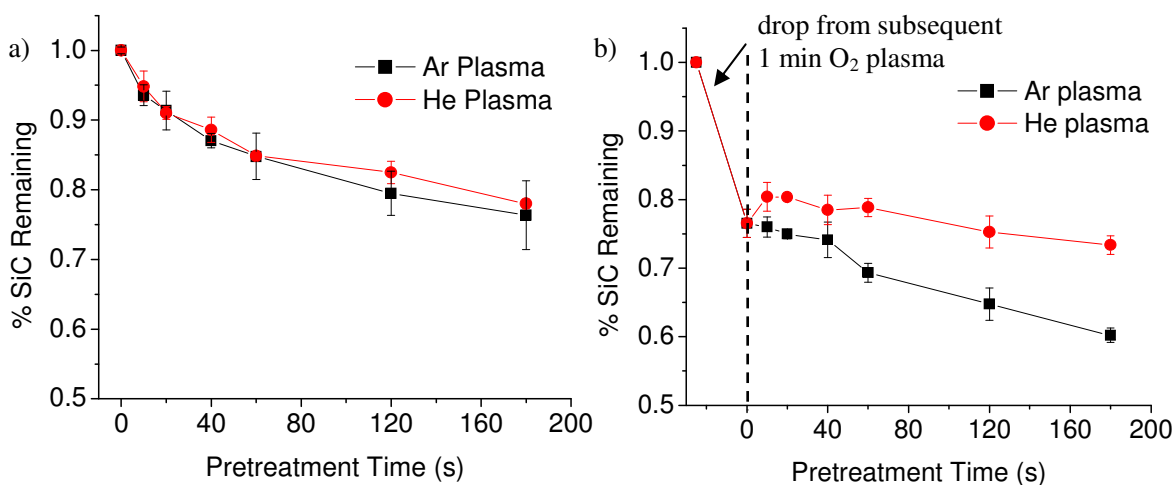 a)
% SiC Remaining
1.0
0.9
0.8
0.7
0.6
0.5
Ar Plasma
He Plasma
0 40 80 120 160 200
Pretreatment Time (s)
b)
drop from subsequent
1 min O₂ plasma
% SiC Remaining
1.0
0.9
0.8
0.7
0.6
0.5
Ar plasma
He plasma
0 40 80 120 160 200
Pretreatment Time (s)